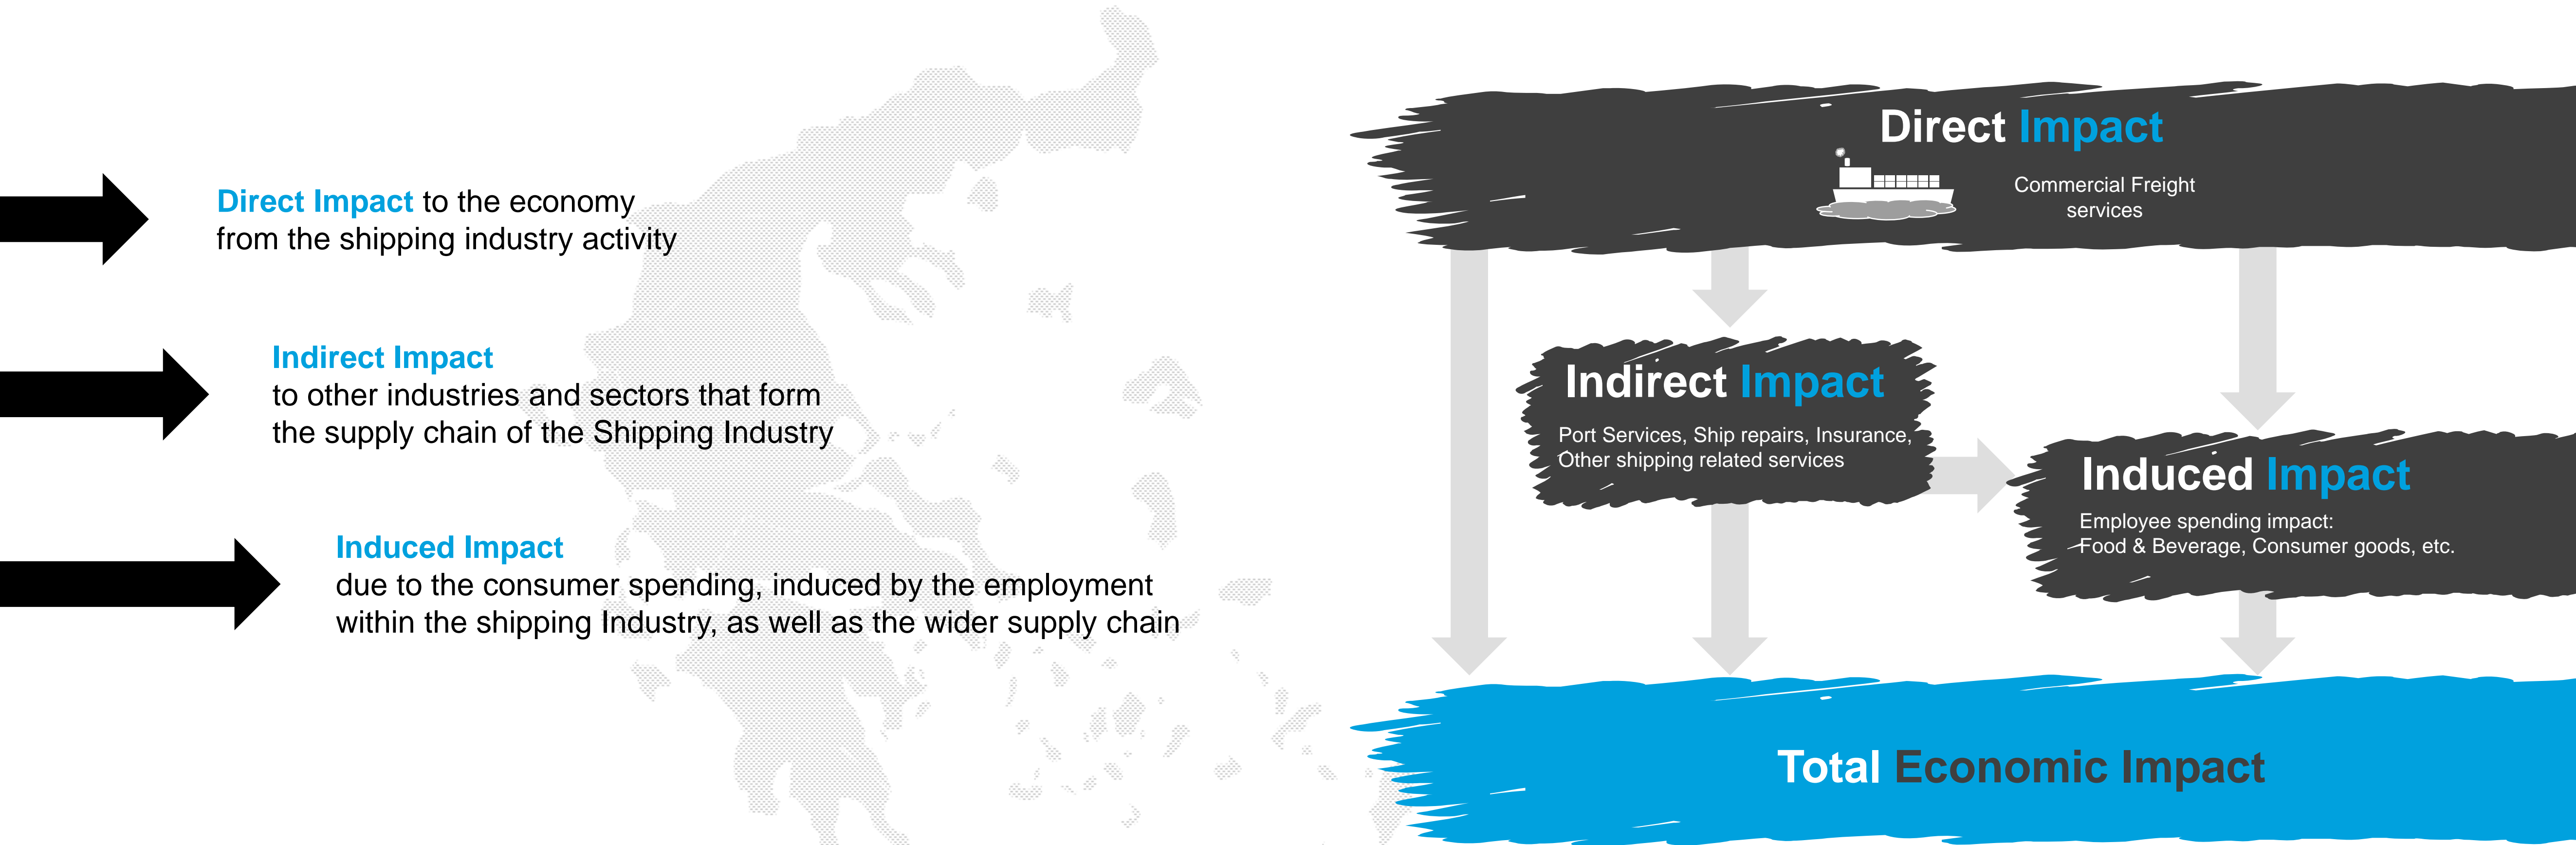 Direct Impact to the economy
from the shipping industry activity
Indirect Impact
to other industries and sectors that form
the supply chain of the Shipping Industry
Induced Impact
due to the consumer spending, induced by the employment
within the shipping Industry, as well as the wider supply chain
Direct Impact
Commercial Freight
services
Indirect Impact
Port Services, Ship repairs, Insurance,
Other shipping related services
Induced Impact
Employee spending impact:
Food & Beverage, Consumer goods, etc.
Total Economic Impact